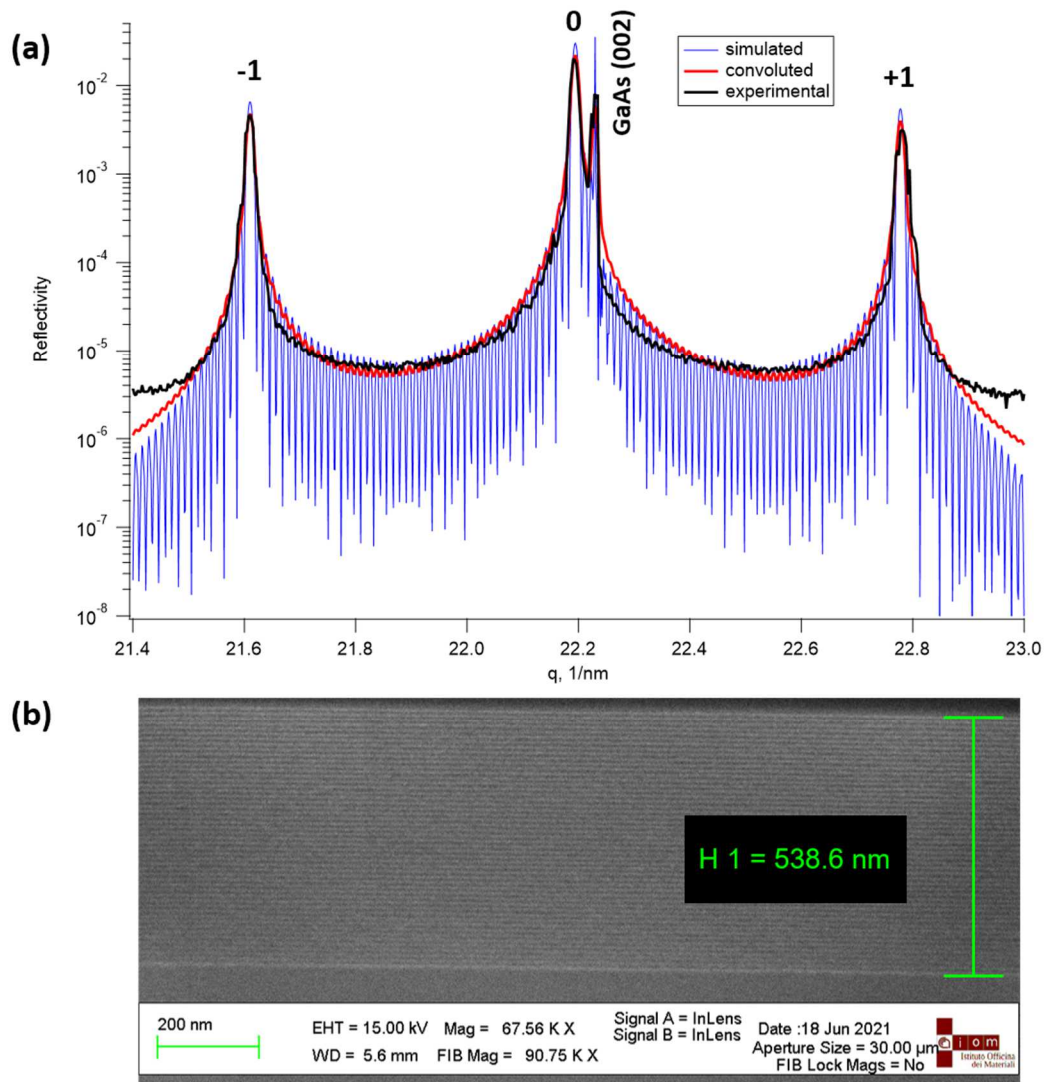 (a)
-1
0
GaAs (002)
+1
simulated
convoluted
experimental
Reflectivity
10-2
10-3
10-4
10-5
10-6
10-7
10-8
21.4 21.6 21.8 22.0 22.2 22.4 22.6 22.8 23.0
q, 1/nm
(b)
H 1 = 538.6 nm
200 nm
EHT = 15.00 kV Mag = 67.56 K X
WD = 5.6 mm FIB Mag = 90.75 K X
Signal A = InLens
Signal B = InLens
Date :18 Jun 2021
Aperture Size = 30.00 µm
FIB Lock Mags = No
iom
Istituto Officina
dei Materiali